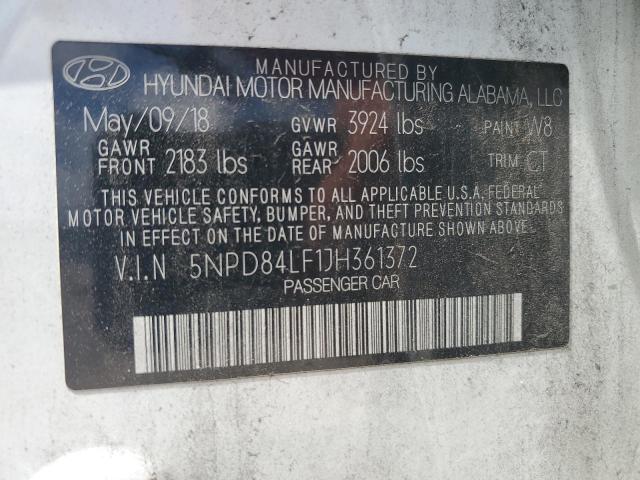 MANUFACTURED BY
HYUNDAI MOTOR MANUFACTURING ALABAMA, LLC
May/09/18 GVWR 3924 lbs PAINT W8
GAWR FRONT 2183 lbs GAWR REAR 2006 lbs TRIM CT
THIS VEHICLE CONFORMS TO ALL APPLICABLE U.S.A. FEDERAL
MOTOR VEHICLE SAFETY, BUMPER, AND THEFT PREVENTION STANDARDS
IN EFFECT ON THE DATE OF MANUFACTURE SHOWN ABOVE.
V.I.N 5NPD84LF1JH361372
PASSENGER CAR